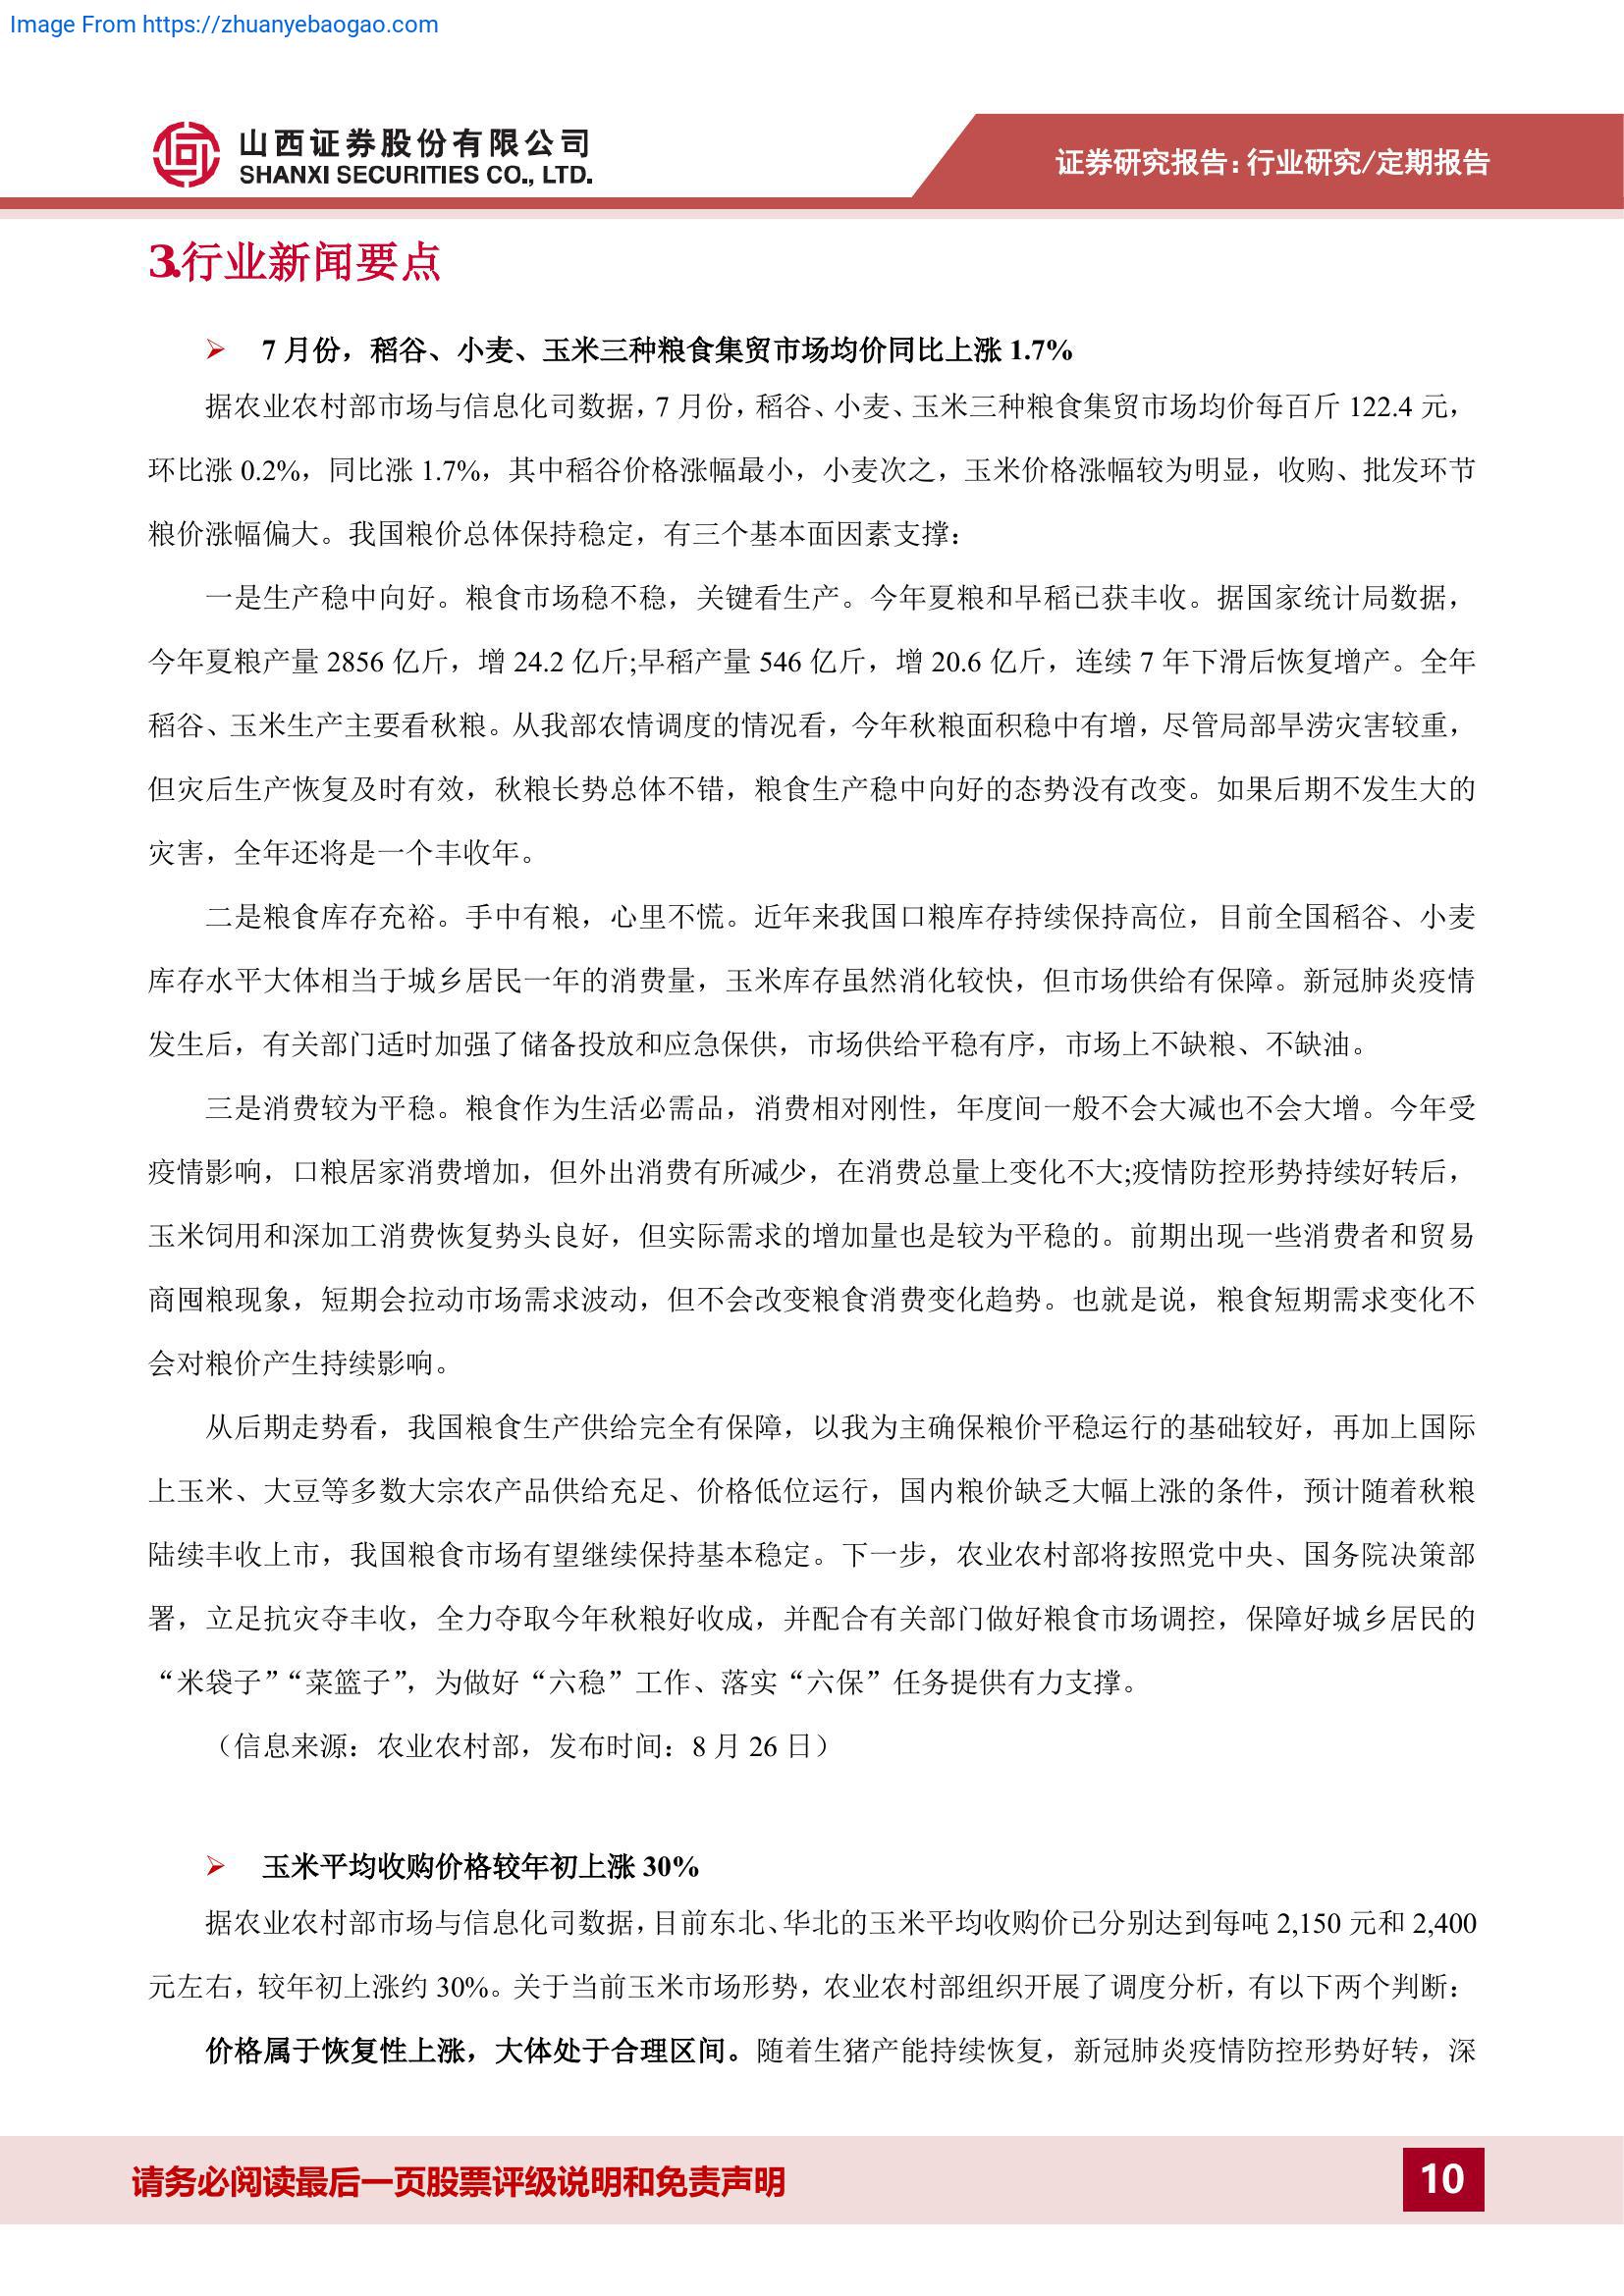 Image From https://zhuanyebaogao.com
山西证券股份有限公司
SHANXI SECURITIES CO., LTD.
证券研究报告：行业研究/定期报告
3.行业新闻要点
7 月份，稻谷、小麦、玉米三种粮食集贸市场均价同比上涨 1.7%
据农业农村部市场与信息化司数据，7 月份，稻谷、小麦、玉米三种粮食集贸市场均价每百斤 122.4 元，
环比涨 0.2%，同比涨 1.7%，其中稻谷价格涨幅最小，小麦次之，玉米价格涨幅较为明显，收购、批发环节
粮价涨幅偏大。我国粮价总体保持稳定，有三个基本面因素支撑：
一是生产稳中向好。粮食市场稳不稳，关键看生产。今年夏粮和早稻已获丰收。据国家统计局数据，
今年夏粮产量 2856 亿斤，增 24.2 亿斤;早稻产量 546 亿斤，增 20.6 亿斤，连续 7 年下滑后恢复增产。全年
稻谷、玉米生产主要看秋粮。从我部农情调度的情况看，今年秋粮面积稳中有增，尽管局部旱涝灾害较重，
但灾后生产恢复及时有效，秋粮长势总体不错，粮食生产稳中向好的态势没有改变。如果后期不发生大的
灾害，全年还将是一个丰收年。
二是粮食库存充裕。手中有粮，心里不慌。近年来我国口粮库存持续保持高位，目前全国稻谷、小麦
库存水平大体相当于城乡居民一年的消费量，玉米库存虽然消化较快，但市场供给有保障。新冠肺炎疫情
发生后，有关部门适时加强了储备投放和应急保供，市场供给平稳有序，市场上不缺粮、不缺油。
三是消费较为平稳。粮食作为生活必需品，消费相对刚性，年度间一般不会大减也不会大增。今年受
疫情影响，口粮居家消费增加，但外出消费有所减少，在消费总量上变化不大;疫情防控形势持续好转后，
玉米饲用和深加工消费恢复势头良好，但实际需求的增加量也是较为平稳的。前期出现一些消费者和贸易
商囤粮现象，短期会拉动市场需求波动，但不会改变粮食消费变化趋势。也就是说，粮食短期需求变化不
会对粮价产生持续影响。
从后期走势看，我国粮食生产供给完全有保障，以我为主确保粮价平稳运行的基础较好，再加上国际
上玉米、大豆等多数大宗农产品供给充足、价格低位运行，国内粮价缺乏大幅上涨的条件，预计随着秋粮
陆续丰收上市，我国粮食市场有望继续保持基本稳定。下一步，农业农村部将按照党中央、国务院决策部
署，立足抗灾夺丰收，全力夺取今年秋粮好收成，并配合有关部门做好粮食市场调控，保障好城乡居民的
“米袋子”“菜篮子”，为做好“六稳”工作、落实“六保”任务提供有力支撑。
（信息来源：农业农村部，发布时间：8 月 26 日）
玉米平均收购价格较年初上涨 30%
据农业农村部市场与信息化司数据，目前东北、华北的玉米平均收购价已分别达到每吨 2,150 元和 2,400
元左右，较年初上涨约 30%。关于当前玉米市场形势，农业农村部组织开展了调度分析，有以下两个判断：
价格属于恢复性上涨，大体处于合理区间。随着生猪产能持续恢复，新冠肺炎疫情防控形势好转，深
请务必阅读最后一页股票评级说明和免责声明
10